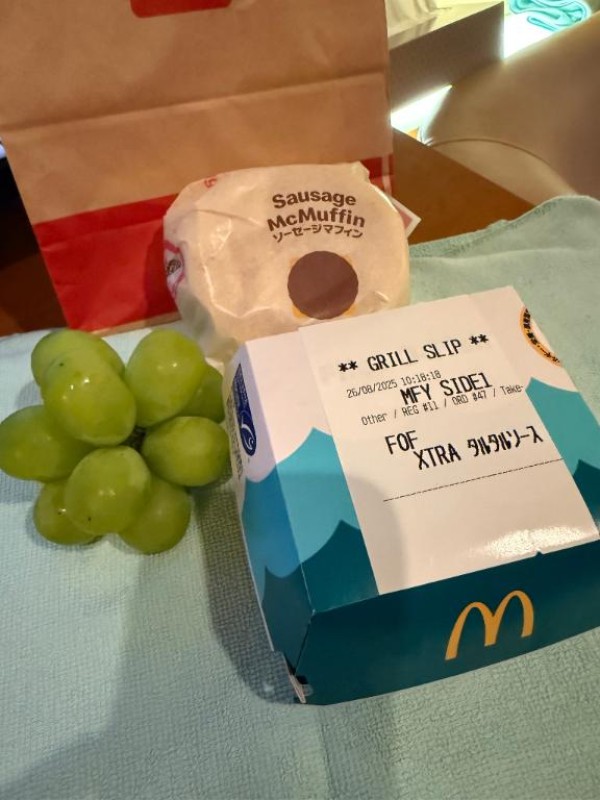 Sausage
McMuffin
ソーセージマフィン
** GRILL SLIP **
26/08/2025 10:18:18
MFY SIDE1
Other / REG #11 / ORD #47 / Take-
FOF
XTRA タルタルソース